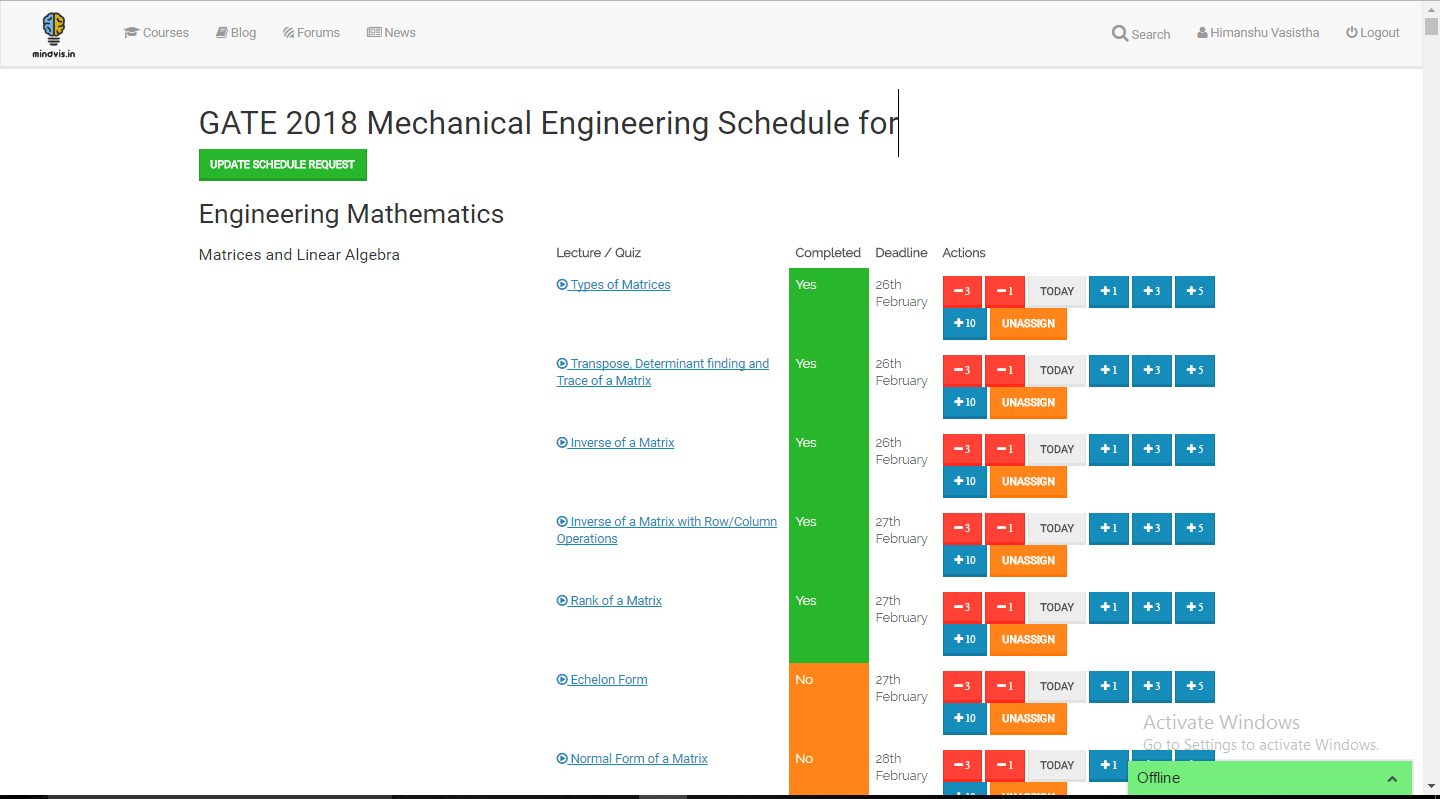 mindvis.in
Courses Blog Forums News Search Himanshu Vasistha Logout
GATE 2018 Mechanical Engineering Schedule for
UPDATE SCHEDULE REQUEST
Engineering Mathematics
Matrices and Linear Algebra Lecture / Quiz Completed Deadline Actions
Types of Matrices Yes 26th −3 −1 TODAY +1 +3 +5
February
+10 UNASSIGN
Transpose, Determinant finding and Yes 26th −3 −1 TODAY +1 +3 +5
Trace of a Matrix February
+10 UNASSIGN
Inverse of a Matrix Yes 26th −3 −1 TODAY +1 +3 +5
February
+10 UNASSIGN
Inverse of a Matrix with Row/Column Yes 27th −3 −1 TODAY +1 +3 +5
Operations February
+10 UNASSIGN
Rank of a Matrix Yes 27th −3 −1 TODAY +1 +3 +5
February
+10 UNASSIGN
Echelon Form No 27th −3 −1 TODAY +1 +3 +5
February
+10 UNASSIGN
Activate Windows
Go to Settings to activate Windows.
Normal Form of a Matrix No 28th −3 −1 TODAY +1
February
Offline